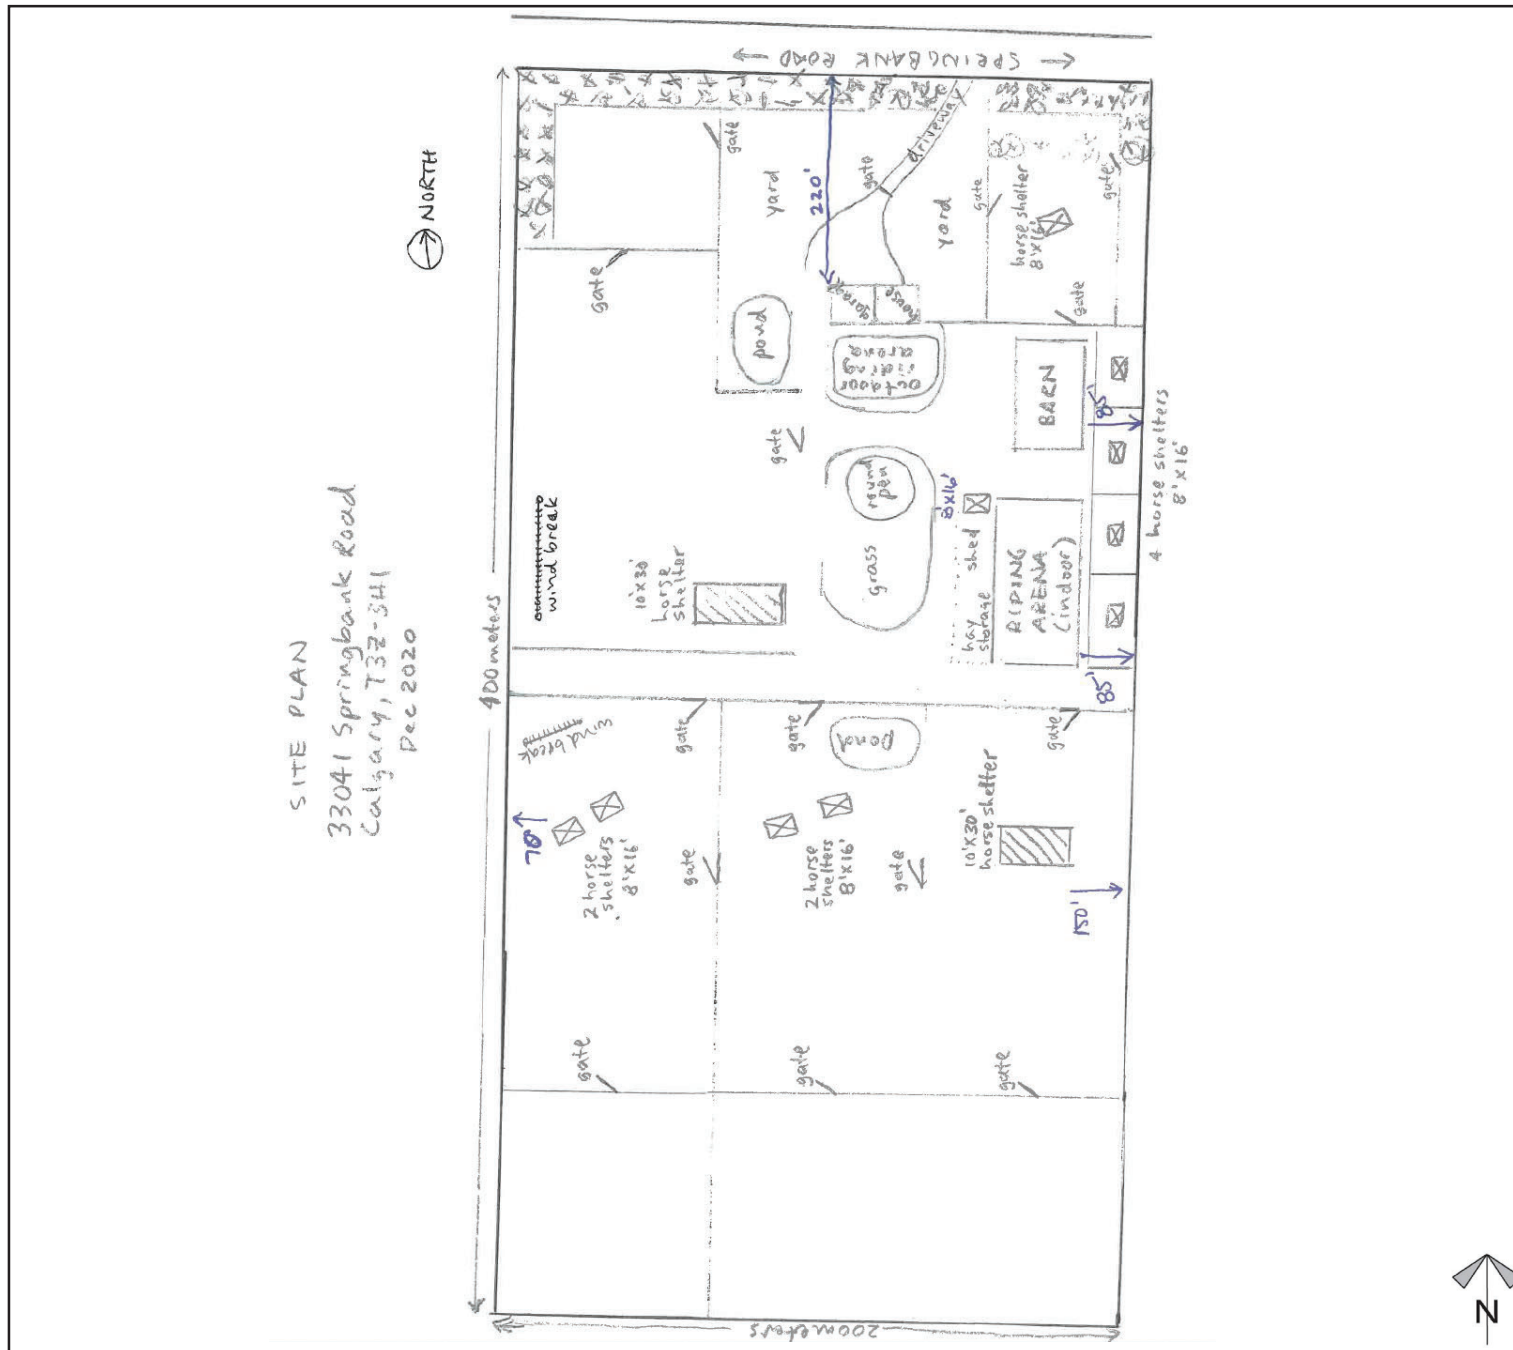 SPRINGBANK ROAD
NORTH
SITE PLAN
33041 Springbank Road
Calgary, T3Z-3H1
Dec 2020
400 meters
driveway
gate
yard
220'
gate
yard
gate
horse shelter
8'X16'
gate
gate
gate
pond
garage
house
outdoor
riding
arena
BARN
85'
4 horse shelters
8'X16'
gate
wind break
round
pen
grass
8'X16'
10'X30'
horse
shelter
hay shed
storage
RIDING
ARENA
(indoor)
85'
wind break
gate
gate
Pond
gate
70'
2 horse
shelters
8'X16'
gate
2 horse
shelters
8'X16'
gate
10'X30'
horse shelter
150'
gate
gate
gate
200 meters
N